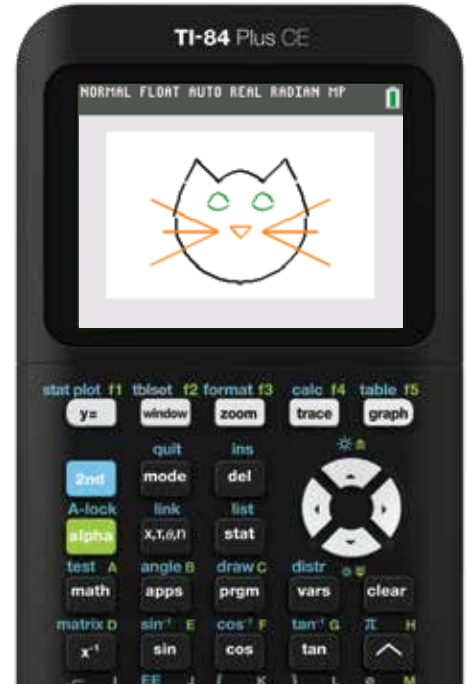 TI-84 Plus CE
NORMAL FLOAT AUTO REAL RADIAN MP
stat plot f1 tblset f2 format f3 calc f4 table f5
y= window zoom trace graph
quit ins
2nd mode del
A-lock link list
alpha X,T,θ,n stat
test A angle B draw C distr
math apps prgm vars clear
matrix D sin⁻¹ E cos⁻¹ F tan⁻¹ G π H
x⁻¹ sin cos tan ^
EE J